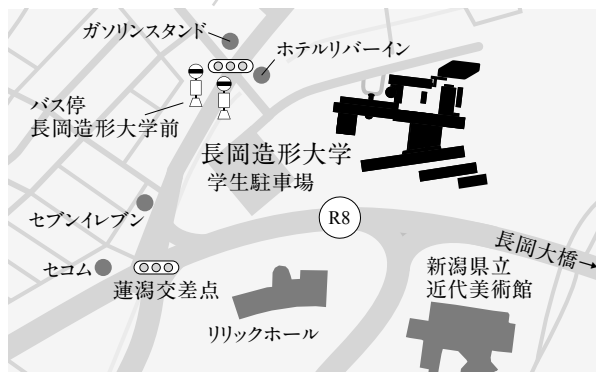 ガソリンスタンド
ホテルリバーイン
バス停
長岡造形大学前
長岡造形大学
学生駐車場
セブンイレブン
R8
長岡大橋→
セコム
蓮潟交差点
新潟県立
近代美術館
リリックホール